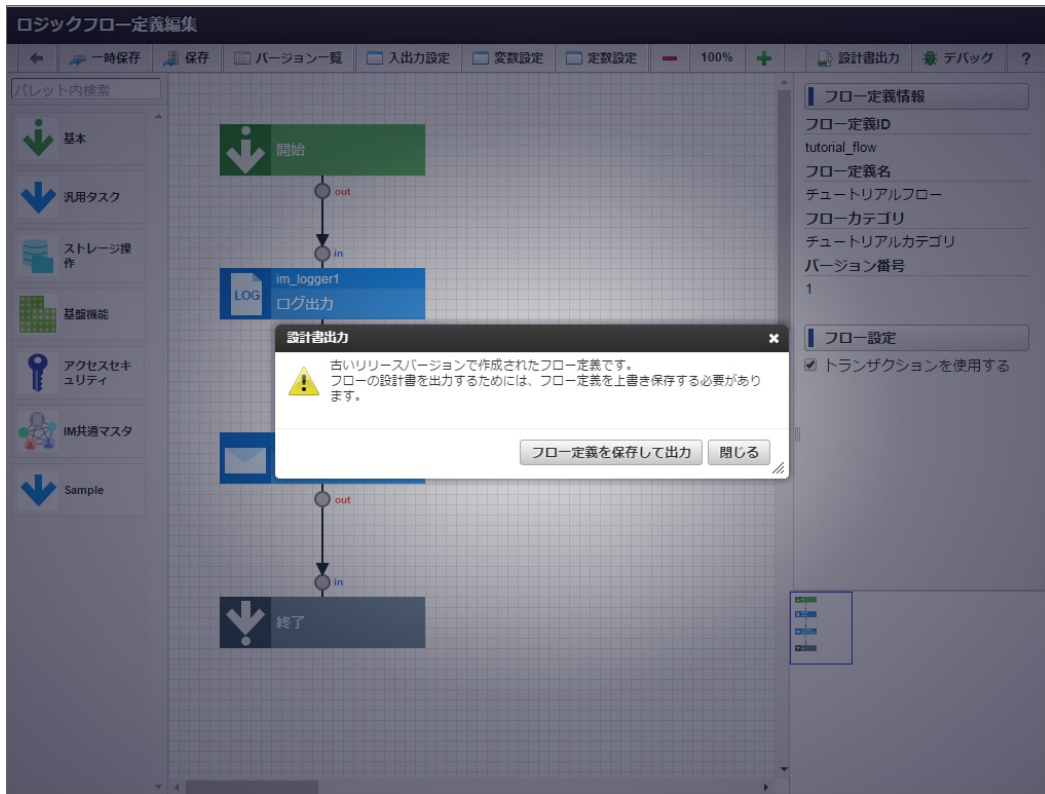 ロジックフロー定義編集
一時保存 保存 バージョン一覧 入出力設定 変数設定 定数設定 100% 設計書出力 デバッグ ?
パレット内検索
基本
汎用タスク
ストレージ操
作
基盤機能
アクセスセキ
ュリティ
IM共通マスタ
Sample
開始
out
in
im_logger1
LOG
ログ出力
設計書出力
古いリリースバージョンで作成されたフロー定義です。
フローの設計書を出力するためには、フロー定義を上書き保存する必要があり
ます。
フロー定義を保存して出力 閉じる
out
in
終了
フロー定義情報
フロー定義ID
tutorial_flow
フロー定義名
チュートリアルフロー
フローカテゴリ
チュートリアルカテゴリ
バージョン番号
1
フロー設定
トランザクションを使用する